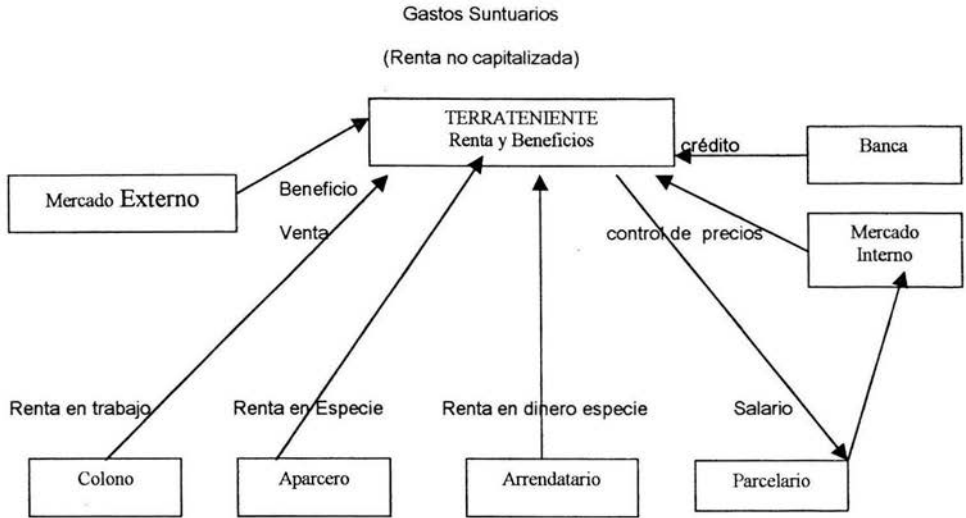 Gastos Suntuarios
(Renta no capitalizada)
TERRATENIENTE
Renta y Beneficios
crédito
Banca
Mercado Externo
Beneficio
Venta
control de precios
Mercado
Interno
Renta en trabajo
Renta en Especie
Renta en dinero especie
Salario
Colono
Aparcero
Arrendatario
Parcelario